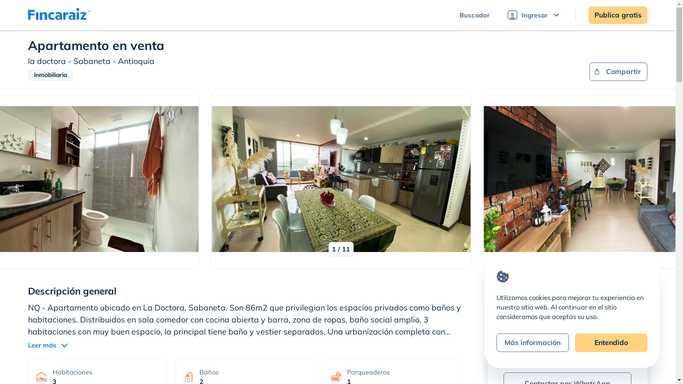 Fincaraiz
Buscador
Ingresar
Publica gratis
Apartamento en venta
la doctora - Sabaneta - Antioquia
Inmobiliaria
Compartir
1 / 11
Descripción general
NQ - Apartamento ubicado en La Doctora, Sabaneta. Son 86m2 que privilegian los espacios privados como baños y
habitaciones. Distribuidos en sala comedor con cocina abierta y barra, zona de ropas, baño social amplio. 3
habitaciones con muy buen espacio, la principal tiene baño y vestier separados. Una urbanización completa con...
Leer más
Habitaciones
3
Baños
2
Parqueaderos
1
Utilizamos cookies para mejorar tu experiencia en
nuestro sitio web. Al continuar en el sitio
consideramos que aceptas su uso.
Más información
Entendido
Contactar por WhatsApp